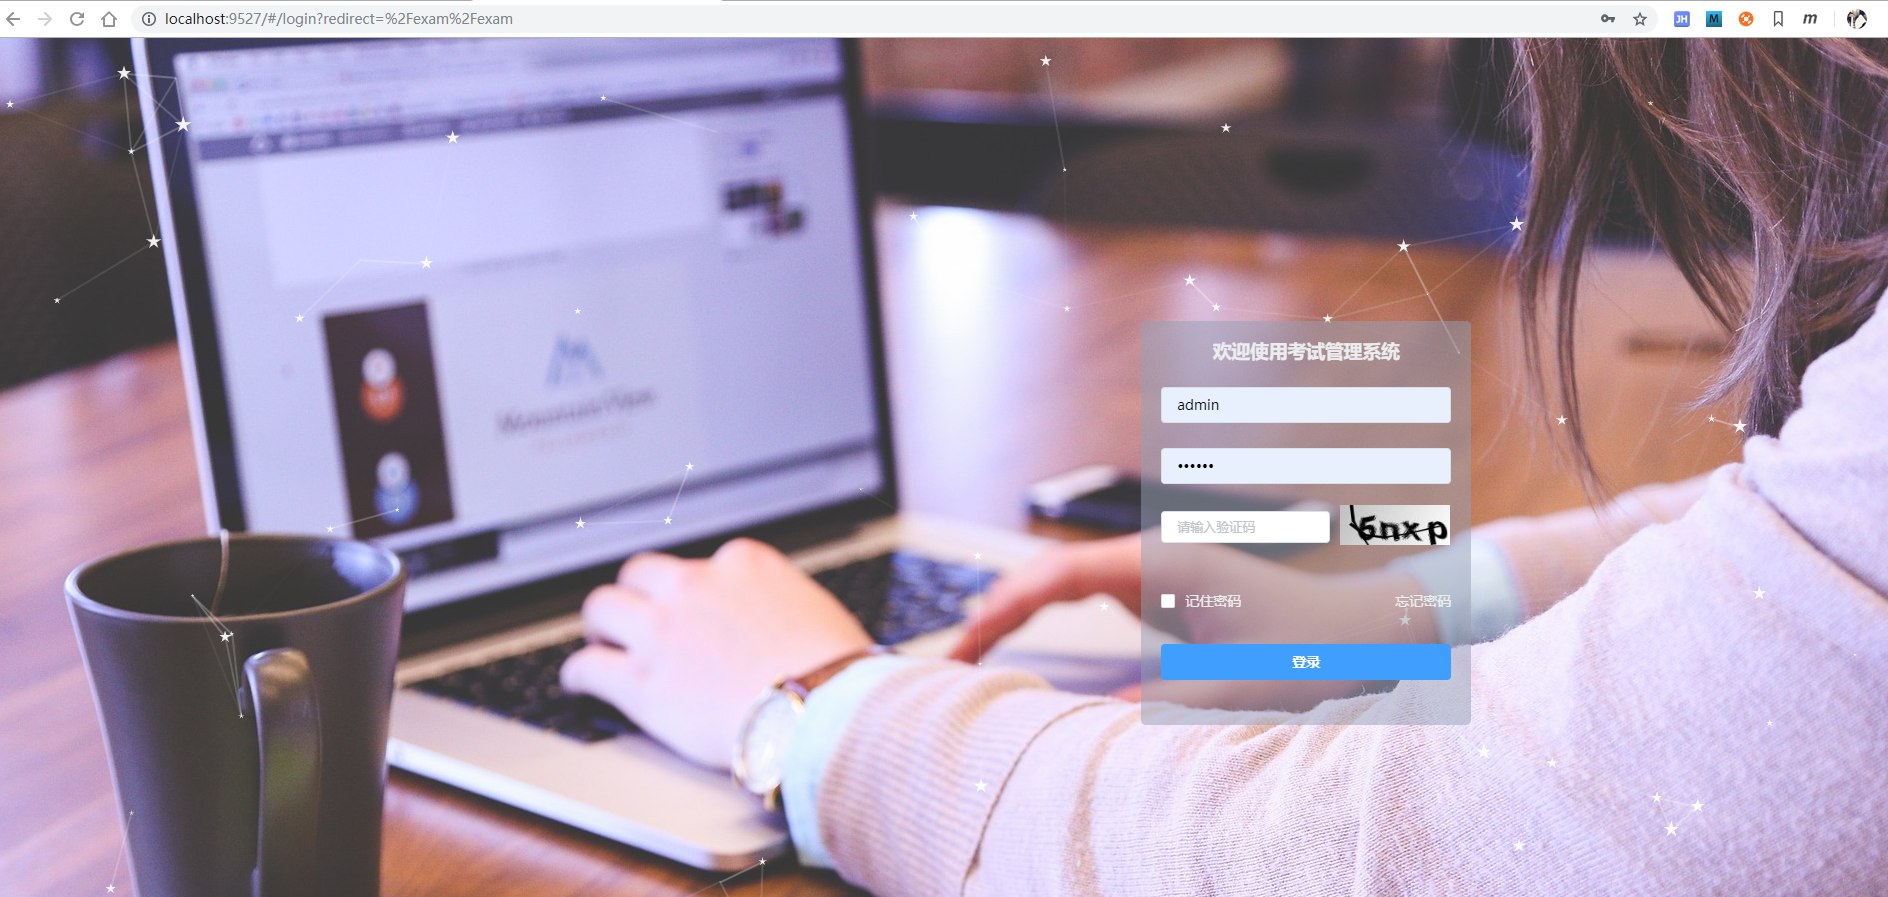 localhost:9527/#/login?redirect=%2Fexam%2Fexam
JH
M
m
欢迎使用考试管理系统
admin
••••••
请输入验证码
6nxp
记住密码
忘记密码
登录